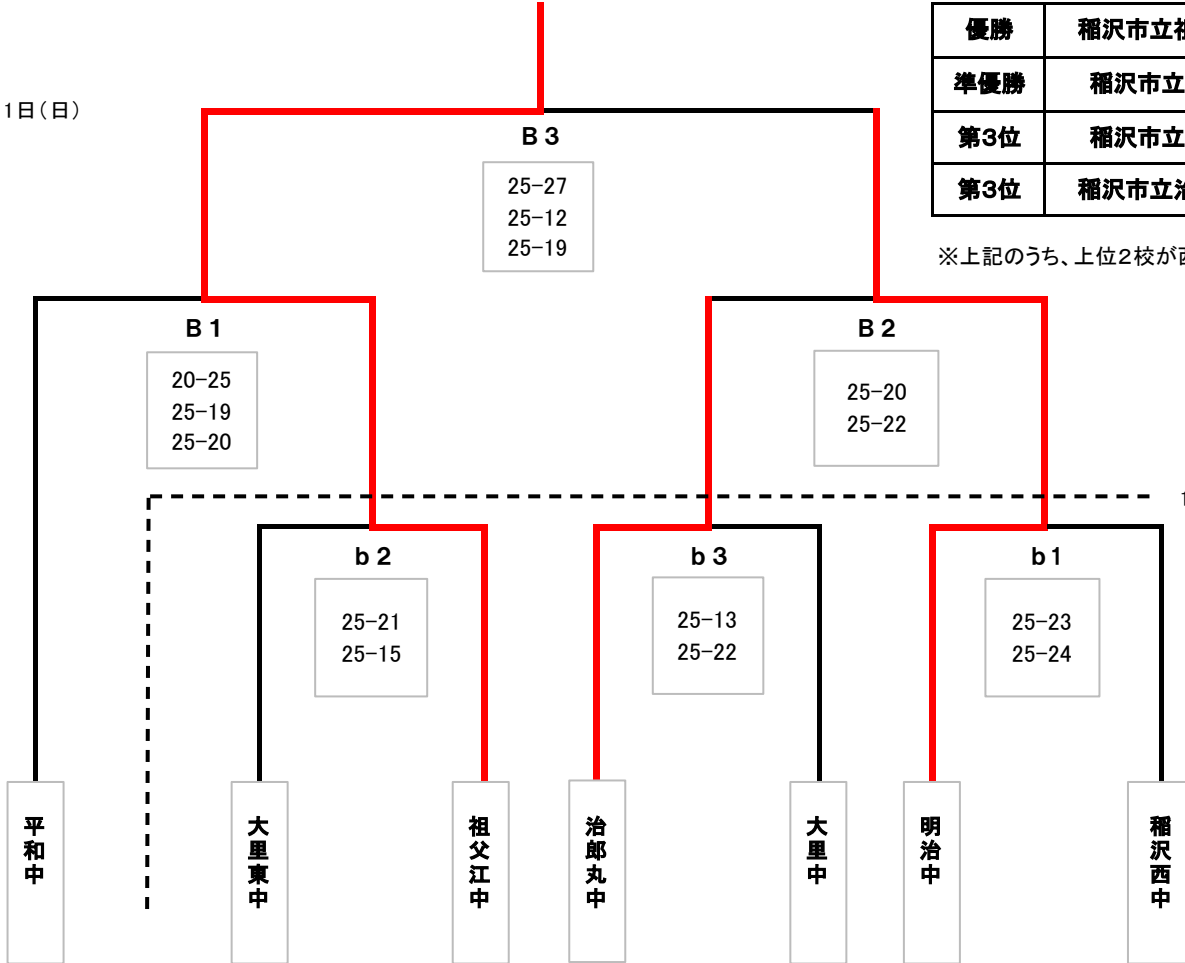 優勝 稲沢市立祖
準優勝 稲沢市立
第3位 稲沢市立
第3位 稲沢市立治
※上記のうち、上位2校が西
1日(日)
B3
25-27
25-12
25-19
B1
20-25
25-19
25-20
B2
25-20
25-22
1
b2
25-21
25-15
b3
25-13
25-22
b1
25-23
25-24
平和中
大里東中
祖父江中
治郎丸中
大里中
明治中
稲沢西中